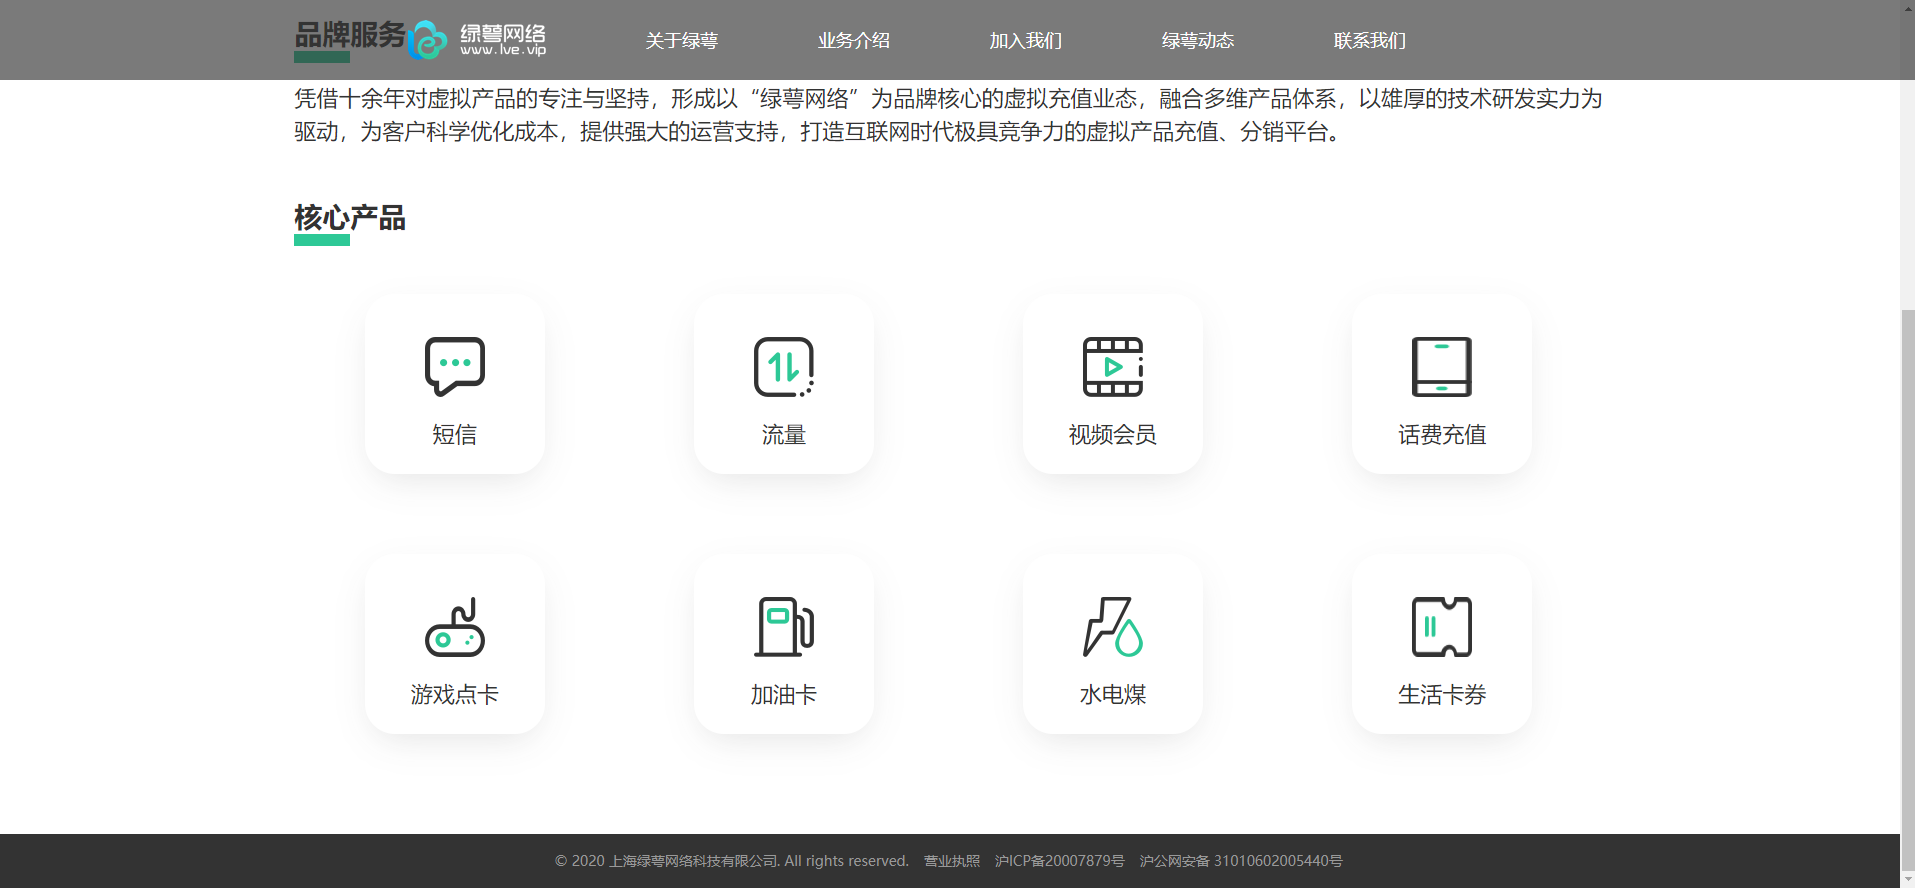 品牌服务
绿萼网络
www.lve.vip
关于绿萼
业务介绍
加入我们
绿萼动态
联系我们
凭借十余年对虚拟产品的专注与坚持，形成以“绿萼网络”为品牌核心的虚拟充值业态，融合多维产品体系，以雄厚的技术研发实力为
驱动，为客户科学优化成本，提供强大的运营支持，打造互联网时代极具竞争力的虚拟产品充值、分销平台。
核心产品
短信
流量
视频会员
话费充值
游戏点卡
加油卡
水电煤
生活卡券
© 2020 上海绿萼网络科技有限公司. All rights reserved. 营业执照 沪ICP备20007879号 沪公网安备 31010602005440号